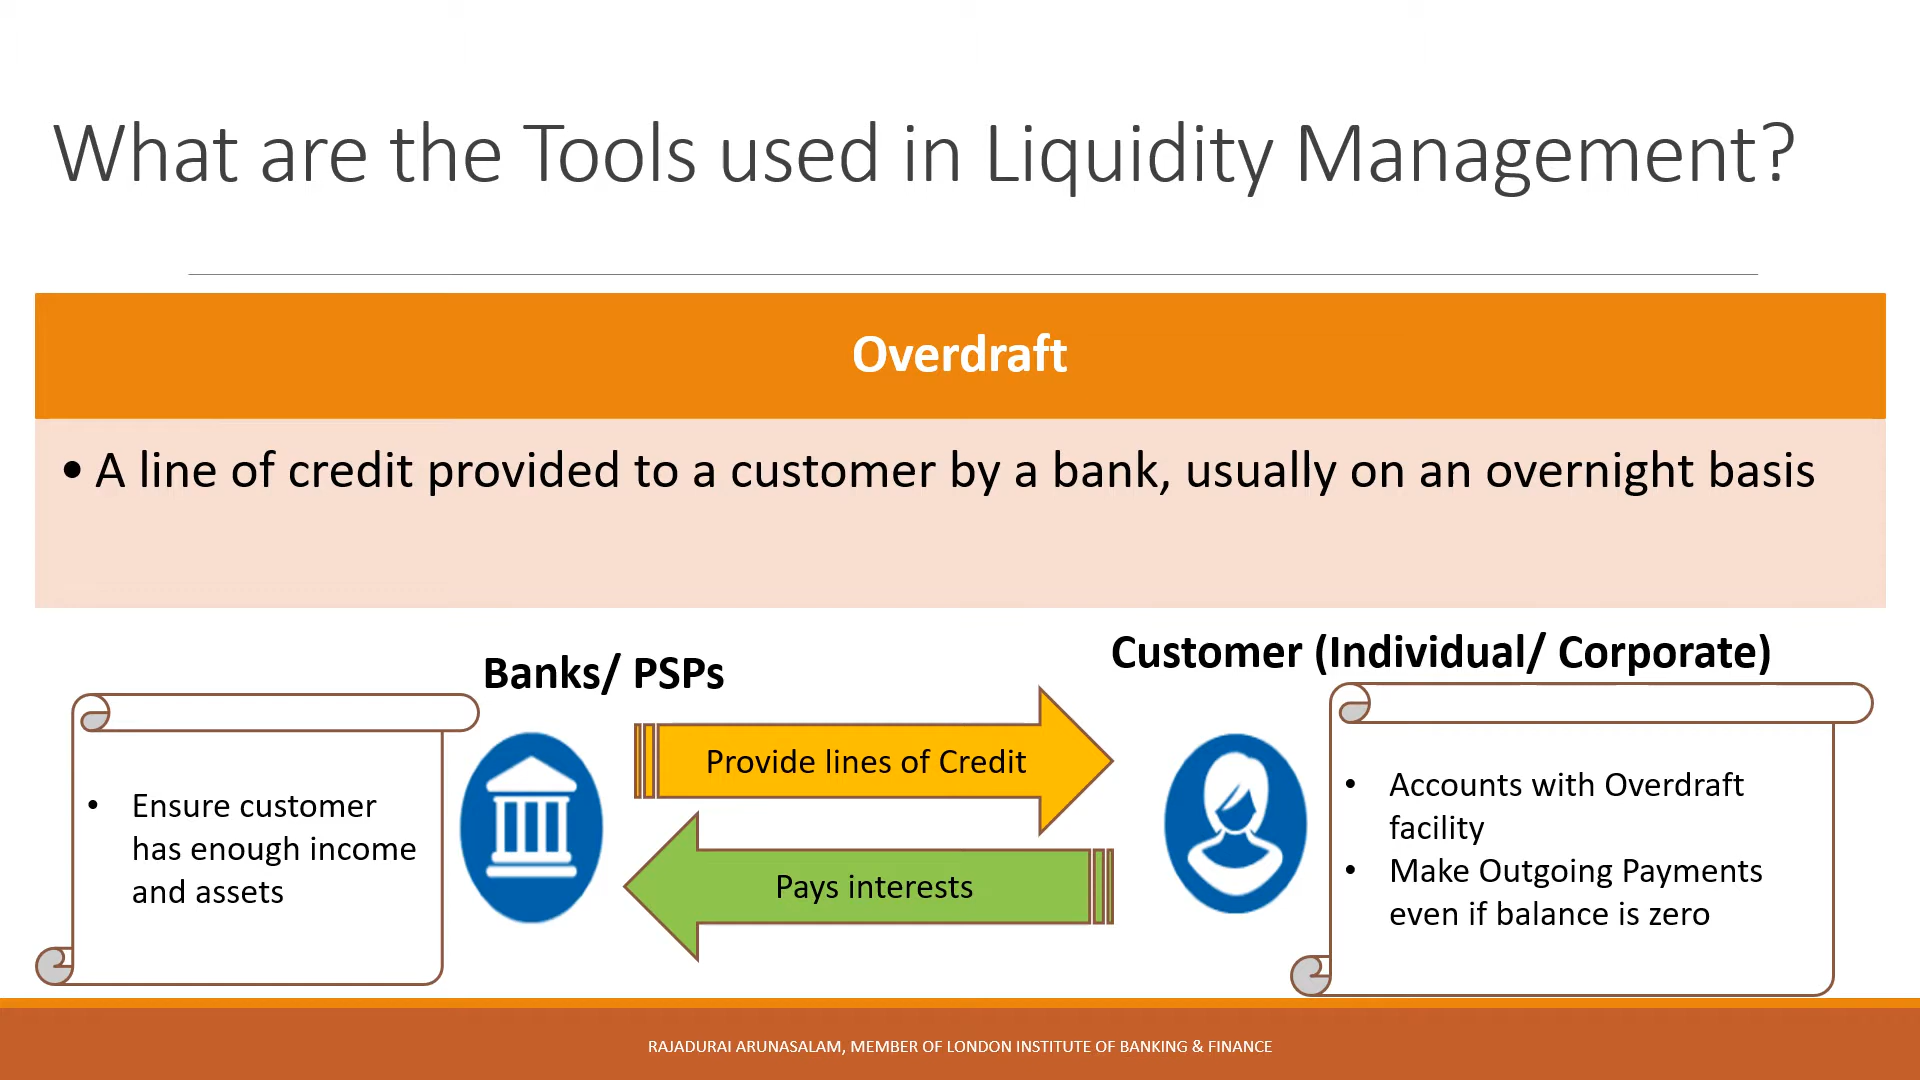 What are the Tools used in Liquidity Management?
Overdraft
• A line of credit provided to a customer by a bank, usually on an overnight basis
Banks/ PSPs
Customer (Individual/ Corporate)
• Ensure customer
has enough income
and assets
Provide lines of Credit
Pays interests
• Accounts with Overdraft
facility
• Make Outgoing Payments
even if balance is zero
RAJADURAI ARUNASALAM, MEMBER OF LONDON INSTITUTE OF BANKING & FINANCE